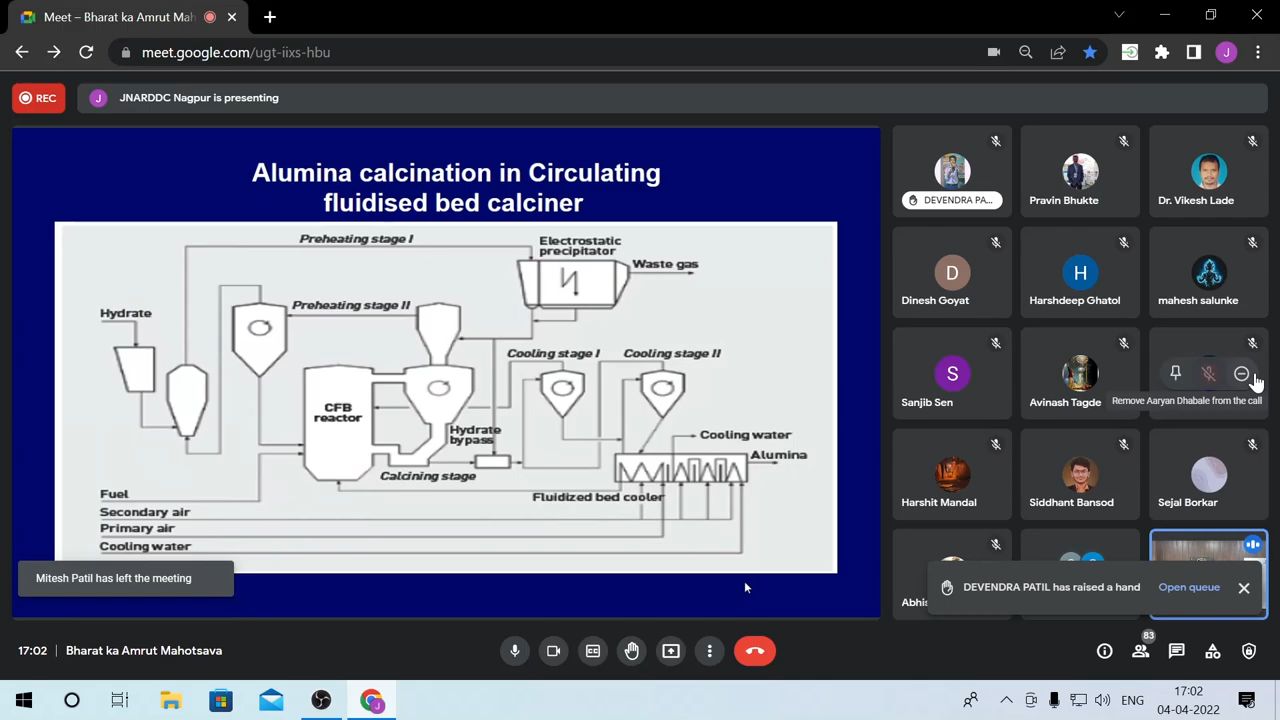 Meet – Bharat ka Amrut Mah
meet.google.com/ugt-iixs-hbu
J
REC
J
JNARDDC Nagpur is presenting
Alumina calcination in Circulating
fluidised bed calciner
Preheating stage I
Electrostatic
precipitator
Waste gas
Hydrate
Preheating stage II
Cooling stage I
Cooling stage II
CFB
reactor
Hydrate
bypass
Cooling water
Alumina
Calcining stage
Fluidized bed cooler
Fuel
Secondary air
Primary air
Cooling water
DEVENDRA PA...
Pravin Bhukte
Dr. Vikesh Lade
D
Dinesh Goyat
H
Harshdeep Ghatol
mahesh salunke
S
Sanjib Sen
Avinash Tagde
Remove Aaryan Dhabale from the call
Harshit Mandal
Siddhant Bansod
Sejal Borkar
Abhis
Mitesh Patil has left the meeting
DEVENDRA PATIL has raised a hand
Open queue
17:02
Bharat ka Amrut Mahotsava
83
ENG
17:02
04-04-2022